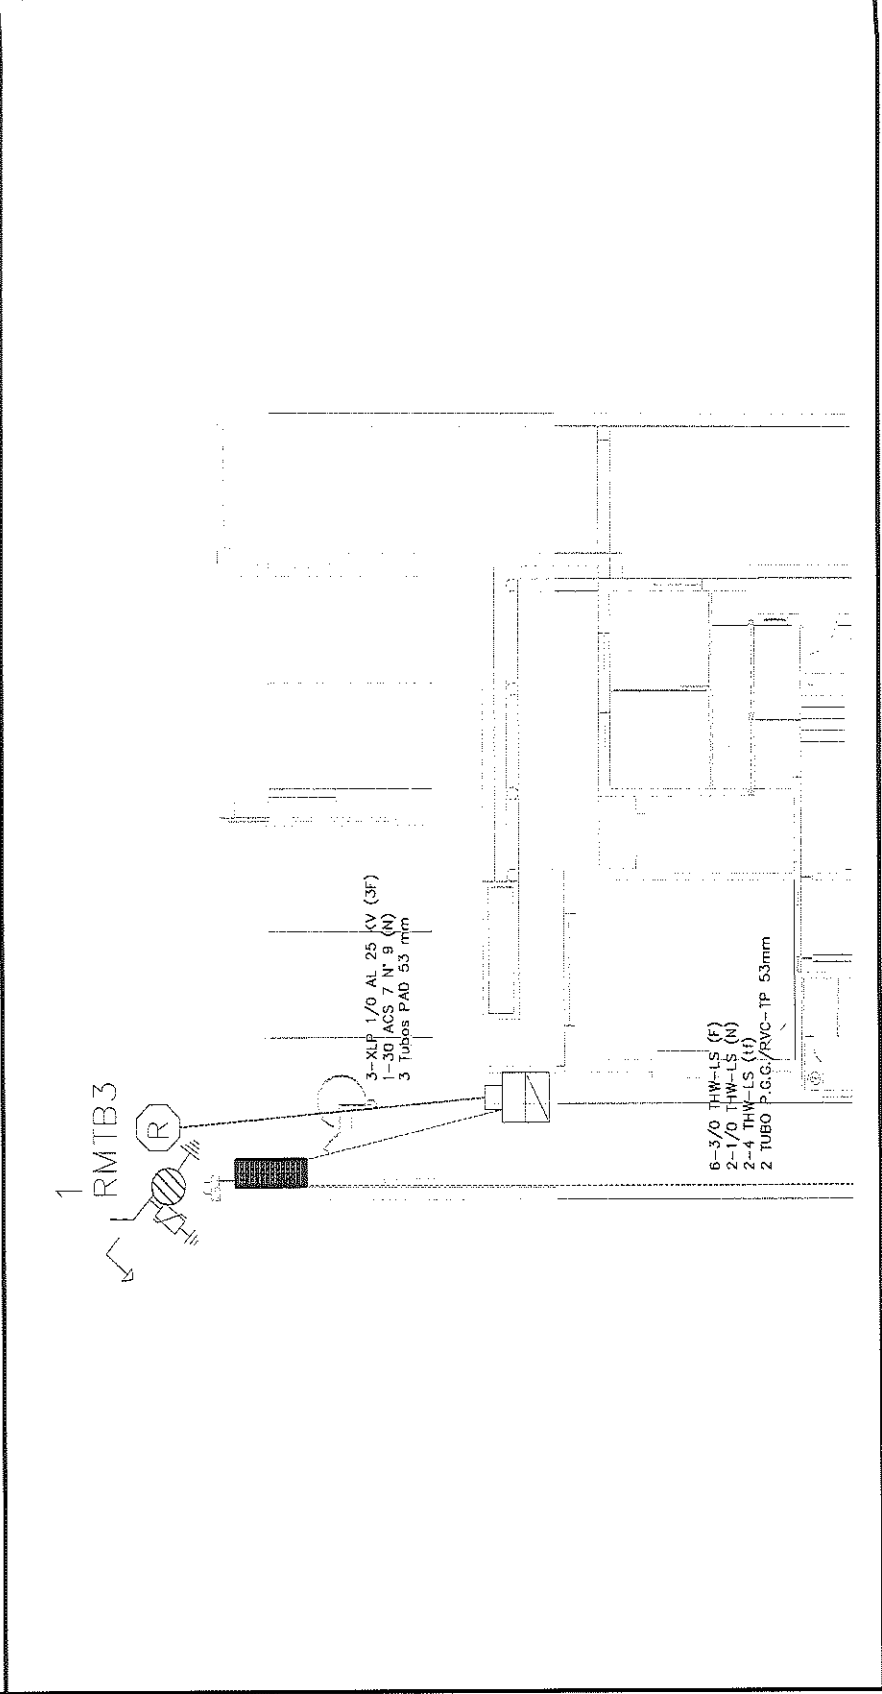 1
RMTB3
R
3-XLP 1/0 AL 25 KV (3F)
1-30 ACS 7 N° 9 (N)
3 Tubos PAD 53 mm
6-3/0 THW-LS (F)
2-1/0 THW-LS (N)
2-4 THW-LS (tf)
2 TUBO P.G.G./PVC-TP 53mm